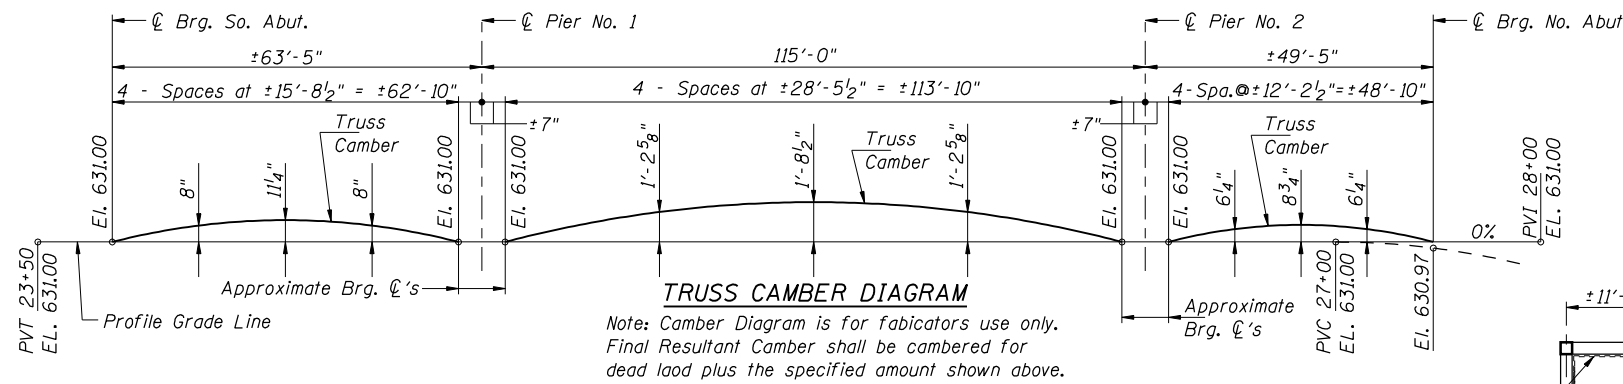 ℄ Brg. So. Abut.
℄ Pier No. 1
℄ Pier No. 2
℄ Brg. No. Abut
±63'-5"
115'-0"
±49'-5"
4 - Spaces at ±15'-8½" = ±62'-10"
4 - Spaces at ±28'-5½" = ±113'-10"
4-Spa.@±12'-2½"=±48'-10"
±7"
±7"
Truss
Camber
Truss
Camber
Truss
Camber
El. 631.00
8"
11¼"
8"
El. 631.00
El. 631.00
1'-2⅝"
1'-8½"
1'-2⅝"
El. 631.00
El. 631.00
6¼"
8¾"
6¼"
0%
PVI 28+00
EL. 631.00
PVT 23+50
EL. 631.00
Profile Grade Line
Approximate Brg. ℄'s
Approximate
Brg. ℄'s
PVC 27+00
EL. 631.00
El. 630.97
TRUSS CAMBER DIAGRAM
Note: Camber Diagram is for fabicators use only.
Final Resultant Camber shall be cambered for
dead laod plus the specified amount shown above.
±11'-